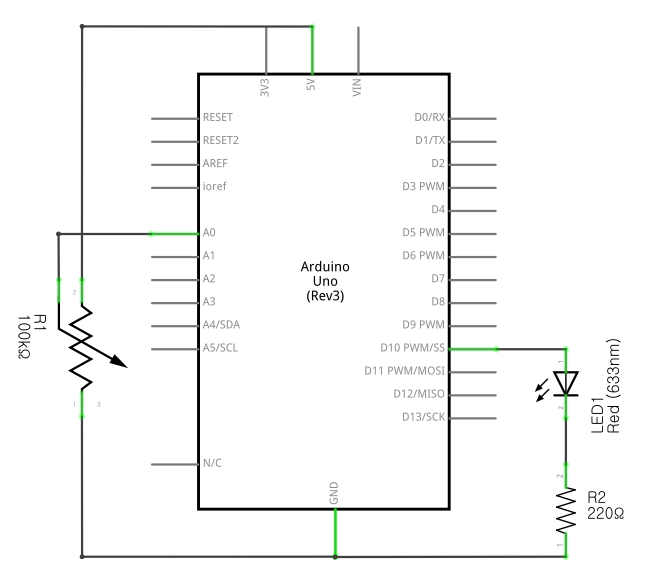 3V3
5V
VIN
RESET
RESET2
AREF
ioref
A0
A1
A2
A3
A4/SDA
A5/SCL
N/C
D0/RX
D1/TX
D2
D3 PWM
D4
D5 PWM
D6 PWM
D7
D8
D9 PWM
D10 PWM/SS
D11 PWM/MOSI
D12/MISO
D13/SCK
GND
Arduino
Uno
(Rev3)
R1
100kΩ
2
1
3
1
2
LED1
Red (633nm)
2
1
R2
220Ω